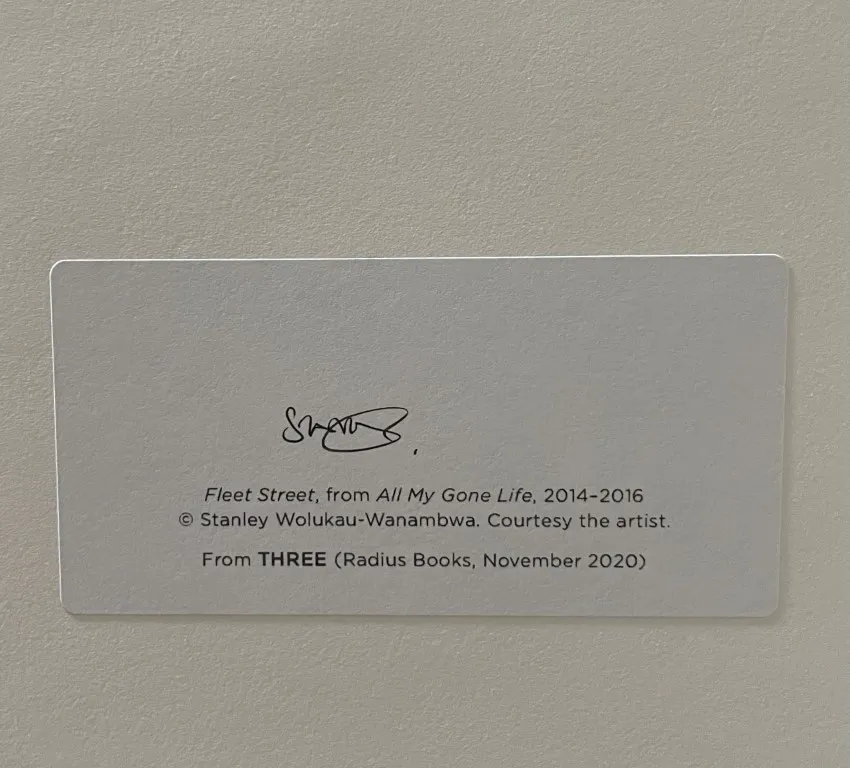 Fleet Street, from All My Gone Life, 2014–2016
© Stanley Wolukau-Wanambwa. Courtesy the artist.
From THREE (Radius Books, November 2020)